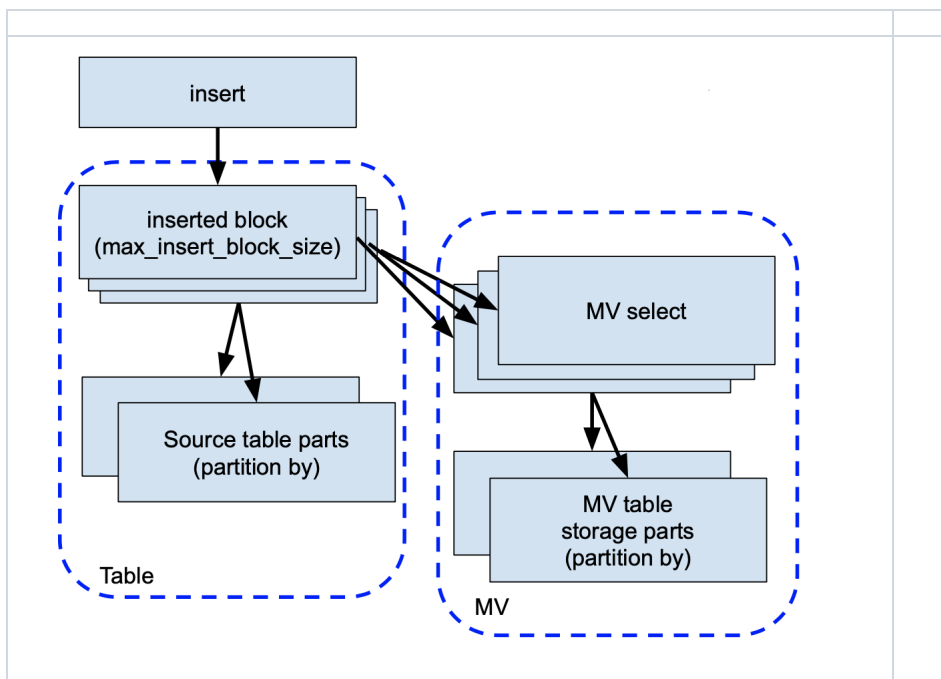 insert
inserted block
(max_insert_block_size)
MV select
Source table parts
(partition by)
MV table
storage parts
(partition by)
Table
MV